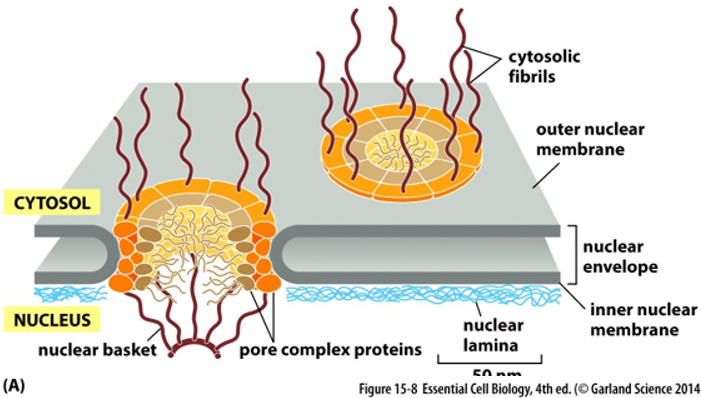 cytosolic
fibrils
outer nuclear
membrane
CYTOSOL
nuclear
envelope
NUCLEUS
inner nuclear
membrane
nuclear
lamina
nuclear basket
pore complex proteins
50 nm
(A)
Figure 15-8 Essential Cell Biology, 4th ed. (© Garland Science 2014